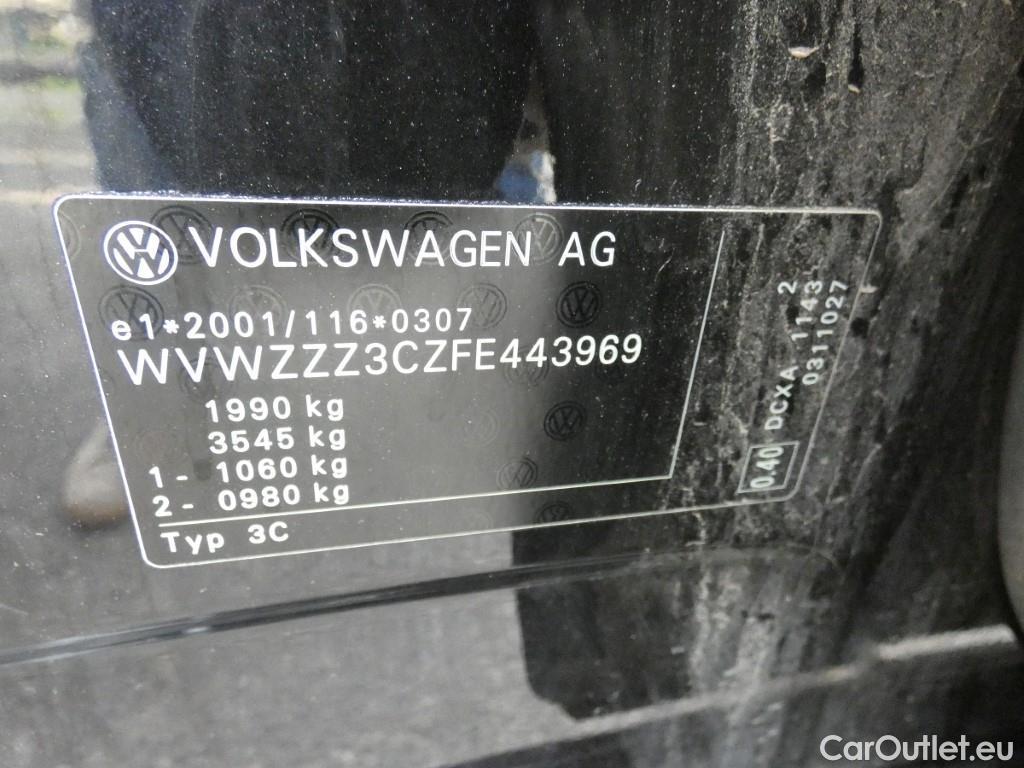 VOLKSWAGEN AG
e1*2001/116*0307
WVWZZZ3CZFE443969
1990 kg
3545 kg
1 - 1060 kg
2 - 0980 kg
Typ 3C
0.40 DCXA 1143 2
0311027
CarOutlet.eu